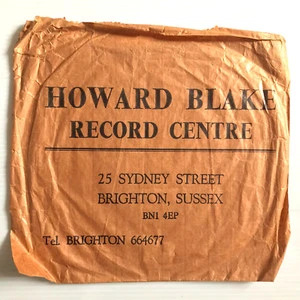 HOWARD BLAKE
RECORD CENTRE
25 SYDNEY STREET
BRIGHTON, SUSSEX
BN1 4EP
Tel. BRIGHTON 664677